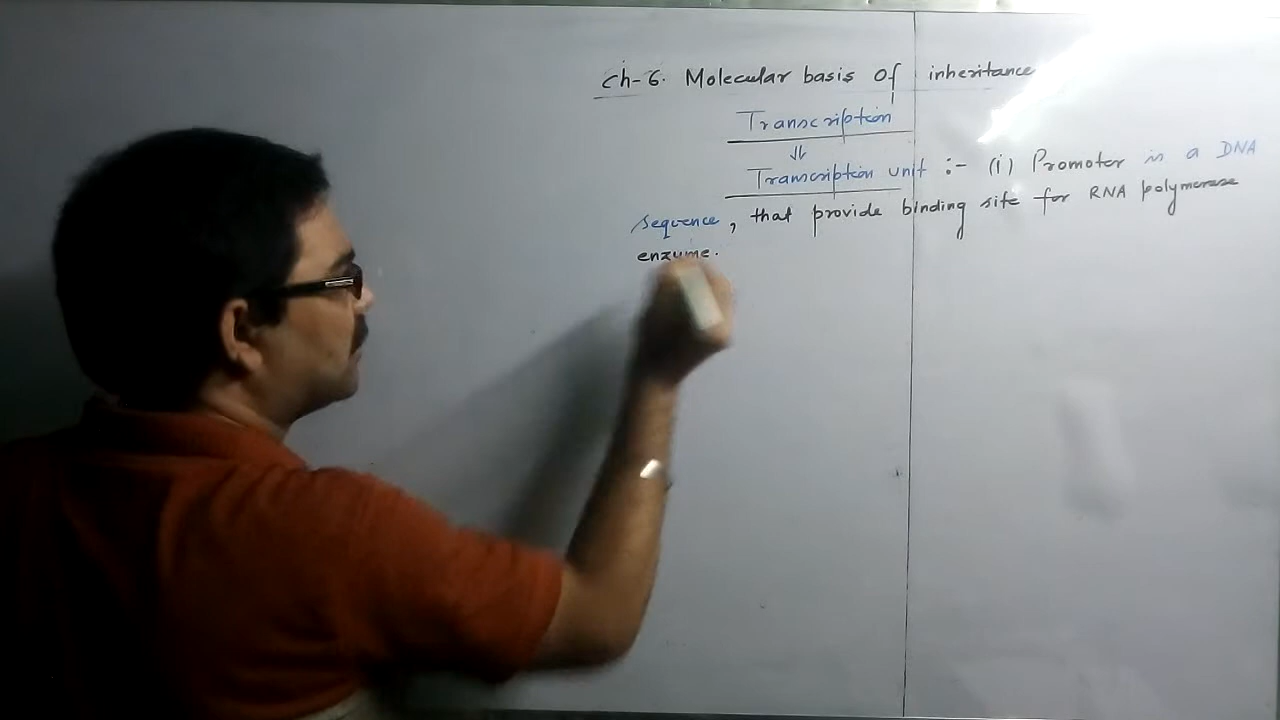 Ch-6. Molecular basis of inheritance
Transcription
⇓
Transcription unit :- (i) Promoter is a DNA
sequence, that provide binding site for RNA polymerase
enzyme.